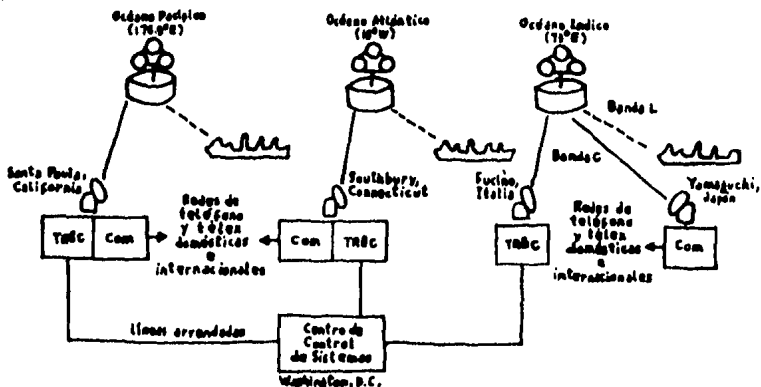 Océano Pacífico
(176.5°E)
Océano Atlántico
(15°W)
Océano Indico
(73°E)
Banda L
Banda C
Santa Paula,
California
Southbury,
Connecticut
Fucino,
Italia
Yamaguchi,
Japón
TT&C
Com
Redes de
teléfono
y télex
domésticas
e
internacionales
Com
TT&C
TT&C
Redes de
teléfono
y télex
domésticas
e
internacionales
Com
líneas arrendadas
Centro de
Control
de Sistemas
Washington, D.C.